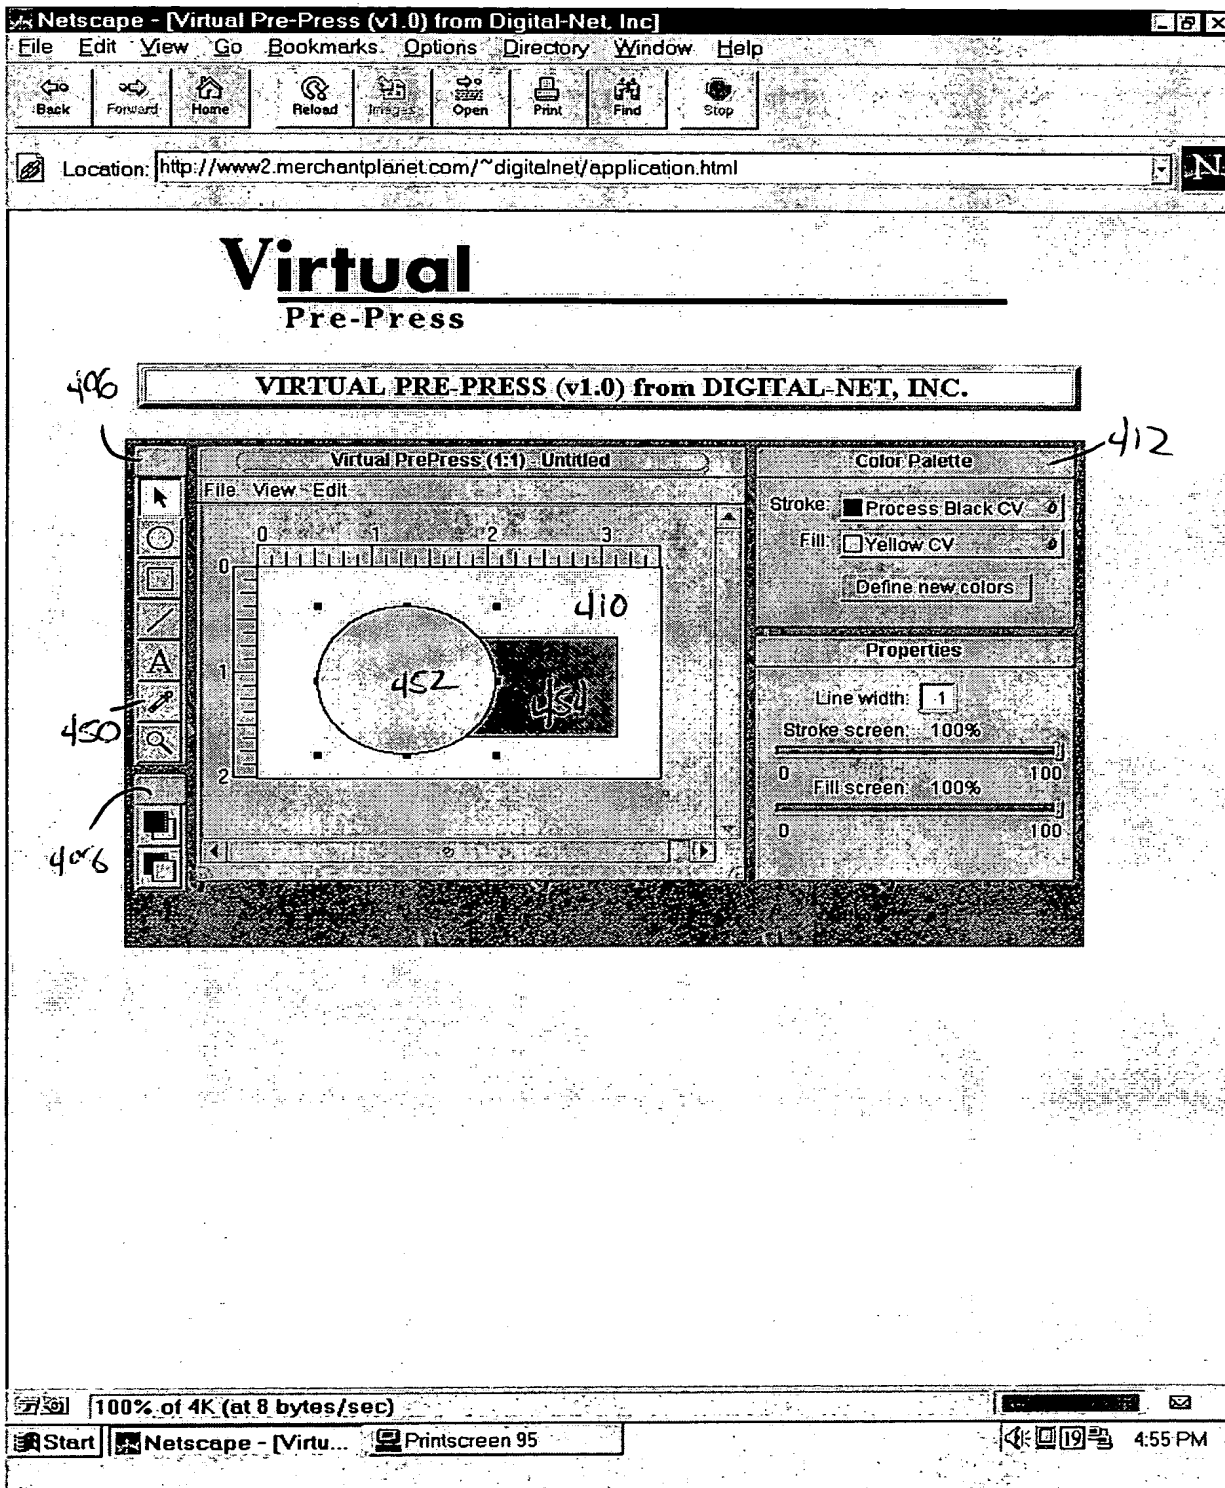 Netscape - [Virtual Pre-Press (v1.0) from Digital-Net, Inc]
File Edit View Go Bookmarks Options Directory Window Help
Back Forward Home Reload Images Open Print Find Stop
Location: http://www2.merchantplanet.com/~digitalnet/application.html
N
Virtual
Pre-Press
406
VIRTUAL PRE-PRESS (v1.0) from DIGITAL-NET, INC.
412
Virtual PrePress (1:1) Untitled
Color Palette
File View Edit
Stroke: Process Black CV
Fill: Yellow CV
Define new colors
0 1 2 3
0
1
2
410
452
454
A
450
406
Properties
Line width: .1
Stroke screen: 100%
0 100
Fill screen: 100%
0 100
100% of 4K (at 8 bytes/sec)
Start Netscape - [Virtu... Printscreen 95 19 4:55 PM